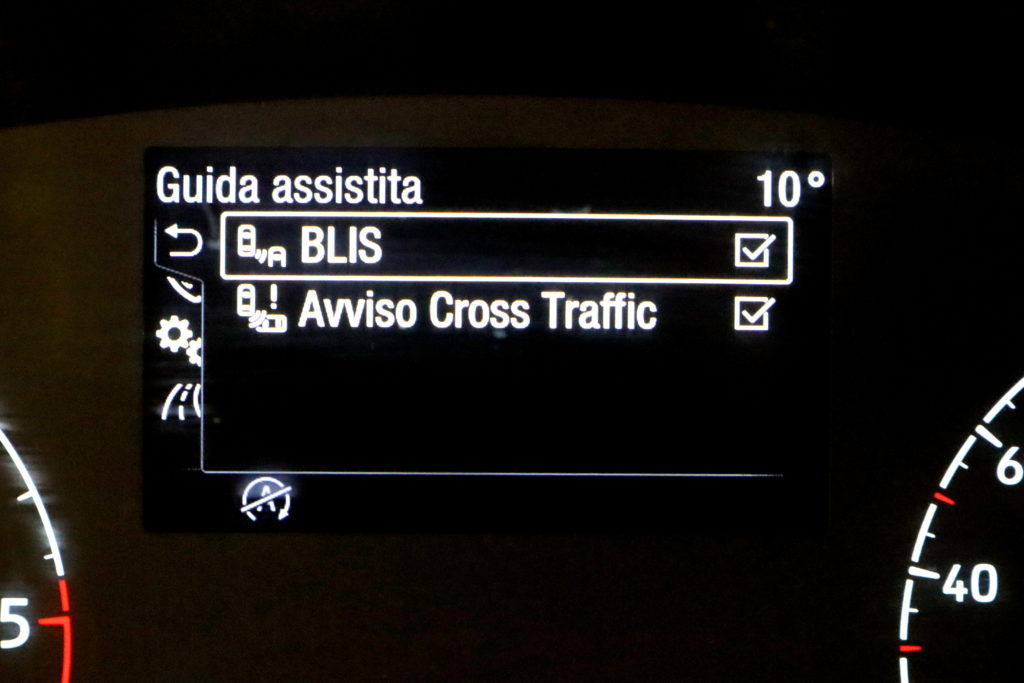 Guida assistita 10°
BLIS
Avviso Cross Traffic
A
5
6
40